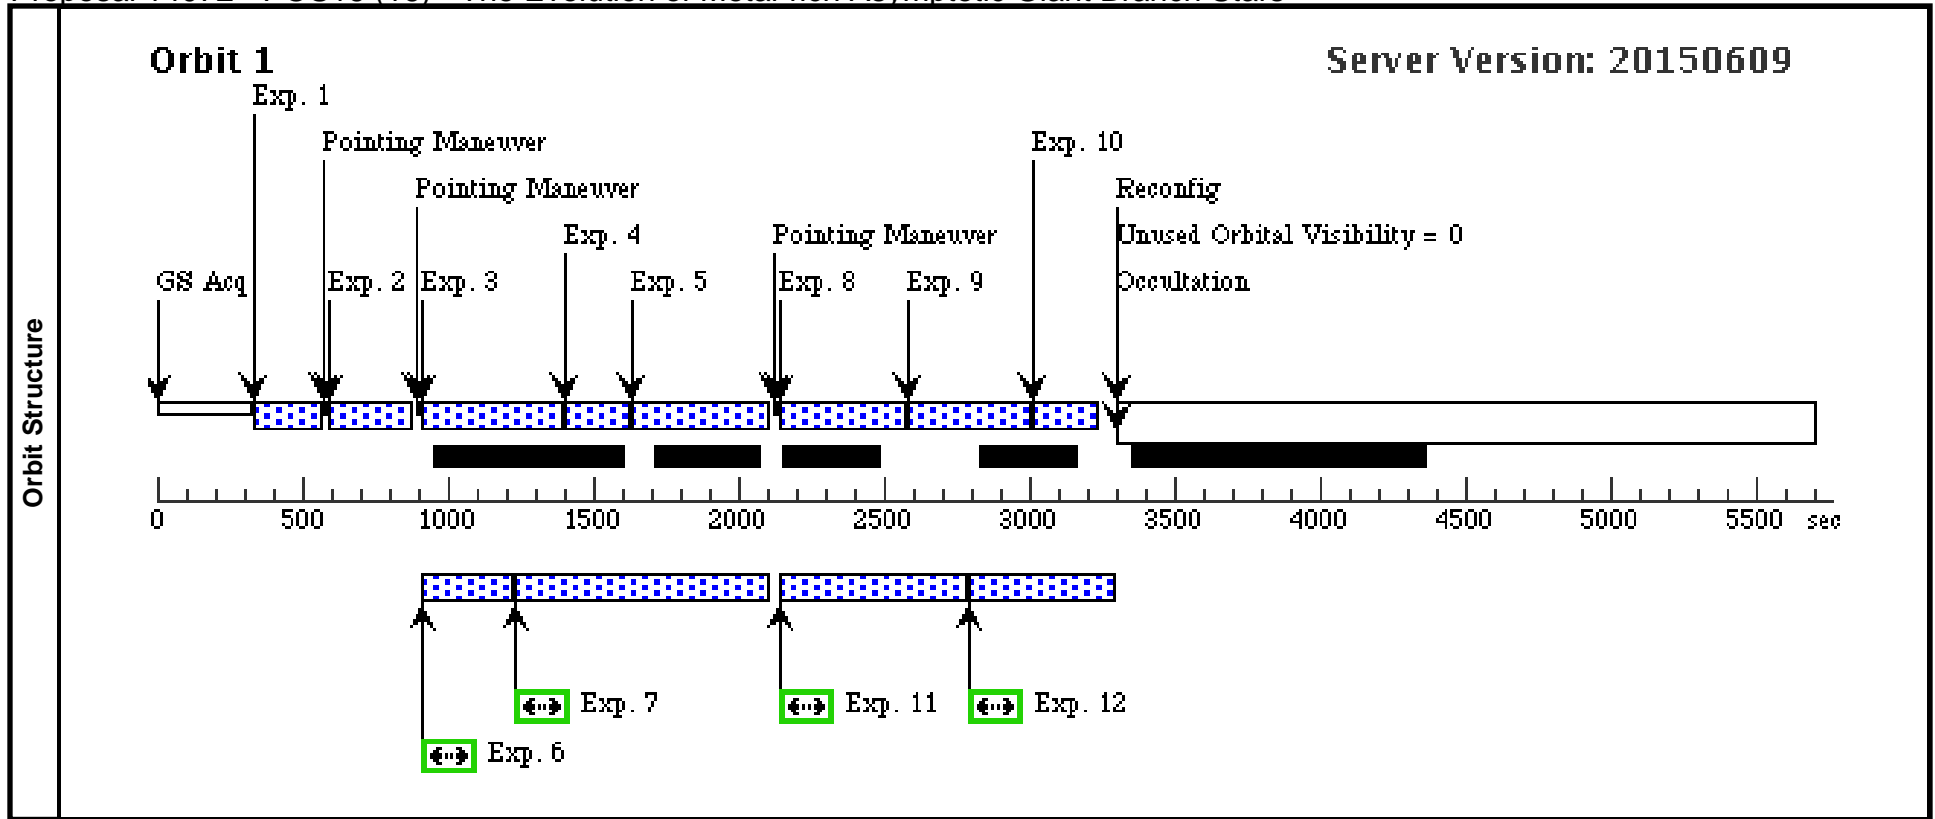 Orbit 1
Server Version: 20150609
Exp. 1
Pointing Maneuver
Exp. 10
Pointing Maneuver
Reconfig
Exp. 4
Pointing Maneuver
Unused Orbital Visibility = 0
GS Acq
Exp. 2
Exp. 3
Exp. 5
Exp. 8
Exp. 9
Occultation
Orbit Structure
0 500 1000 1500 2000 2500 3000 3500 4000 4500 5000 5500 sec
Exp. 7
Exp. 11
Exp. 12
Exp. 6